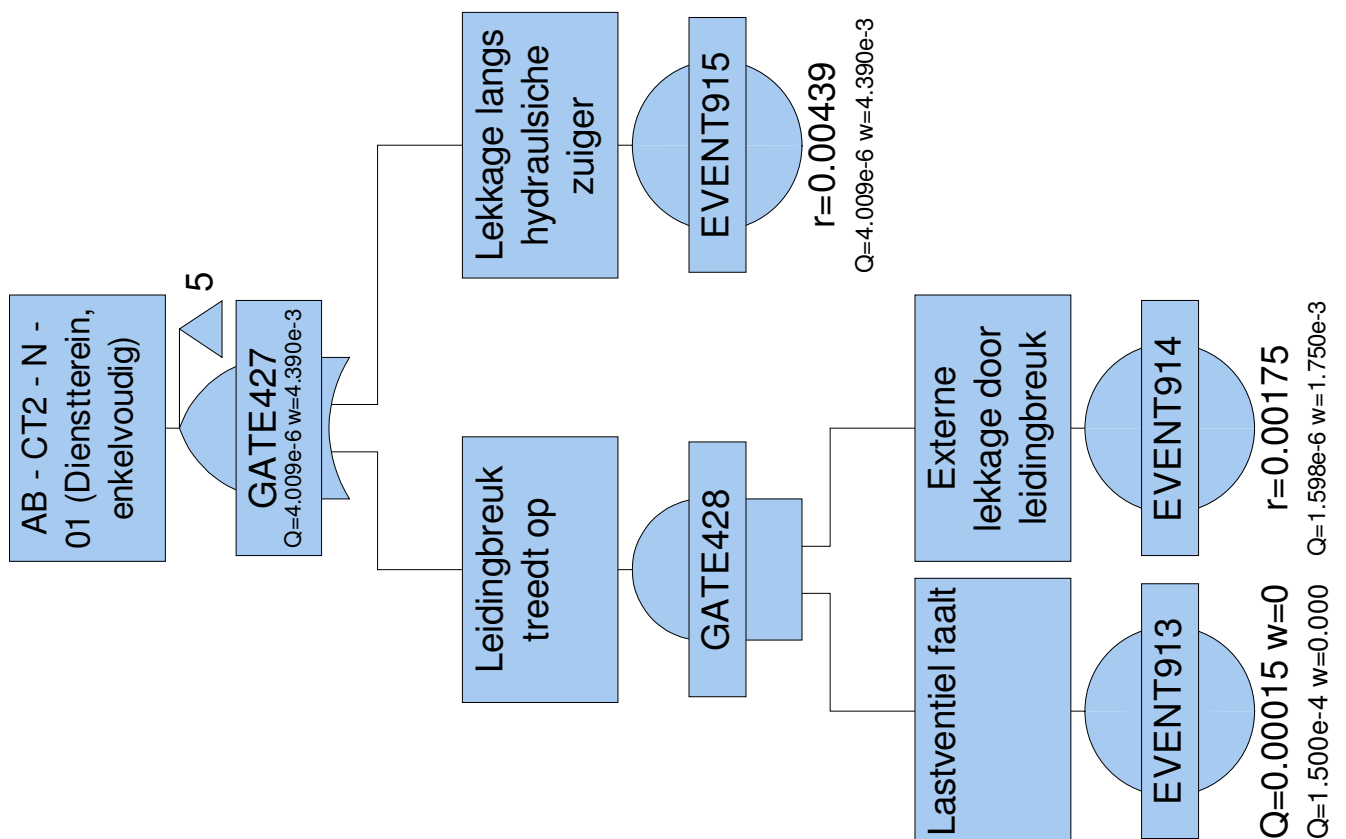 AB - CT2 - N -
01 (Dienstterein,
enkelvoudig)
5
GATE427
Q=4.009e-6 w=4.390e-3
Leidingbreuk
treedt op
GATE428
Lekkage langs
hydraulsiche
zuiger
EVENT915
r=0.00439
Q=4.009e-6 w=4.390e-3
Lastventiel faalt
EVENT913
Q=0.00015 w=0
Q=1.500e-4 w=0.000
Externe
lekkage door
leidingbreuk
EVENT914
r=0.00175
Q=1.598e-6 w=1.750e-3